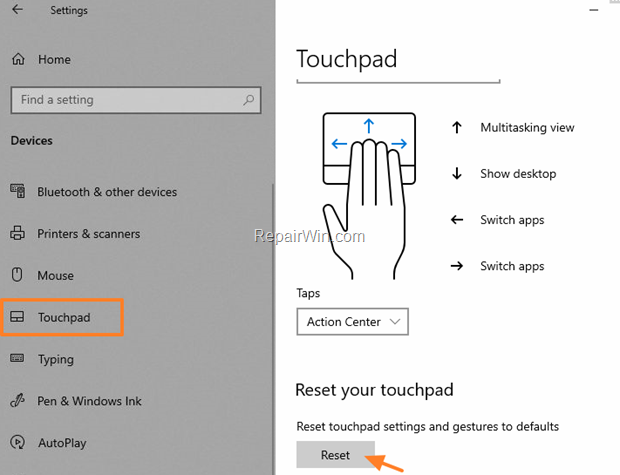 Settings
Home
Find a setting
Devices
Bluetooth & other devices
Printers & scanners
Mouse
Touchpad
Typing
Pen & Windows Ink
AutoPlay
Touchpad
Multitasking view
Show desktop
Switch apps
Switch apps
RepairWin.com
Taps
Action Center
Reset your touchpad
Reset touchpad settings and gestures to defaults
Reset